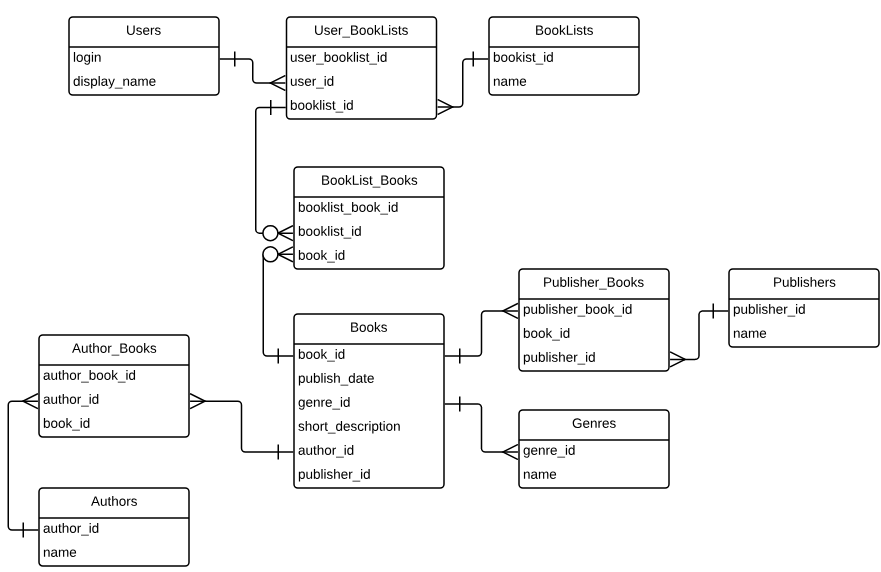 Users
login
display_name
User_BookLists
user_booklist_id
user_id
booklist_id
BookLists
bookist_id
name
BookList_Books
booklist_book_id
booklist_id
book_id
Publisher_Books
publisher_book_id
book_id
publisher_id
Publishers
publisher_id
name
Books
book_id
publish_date
genre_id
short_description
author_id
publisher_id
Author_Books
author_book_id
author_id
book_id
Genres
genre_id
name
Authors
author_id
name